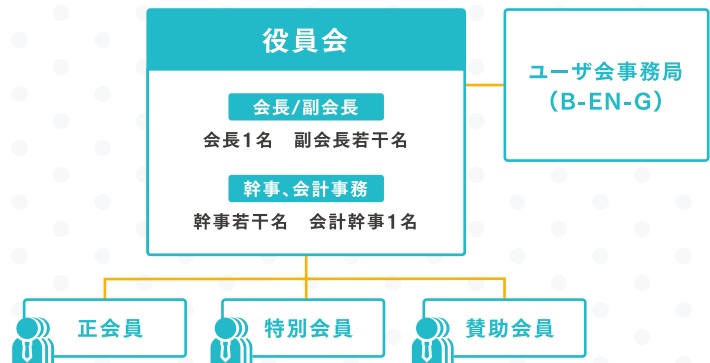 役員会
ユーザ会事務局
（B-EN-G）
会長/副会長
会長1名　副会長若干名
幹事、会計事務
幹事若干名　会計幹事1名
正会員
特別会員
賛助会員